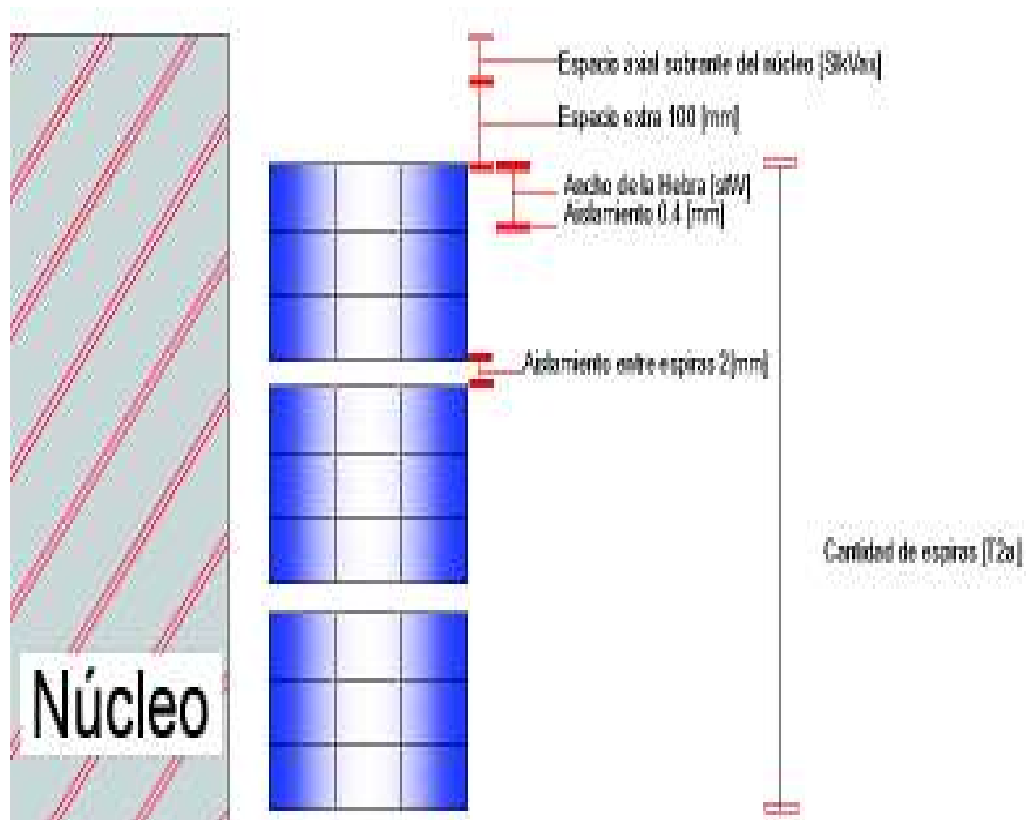 Espacio axial sobrante del núcleo [SkVax]
Espacio extra 100 [mm]
Ancho de la Hebra [stW]
Aislamiento 0.4 [mm]
Aislamiento entre espiras 2[mm]
Cantidad de espiras [T2a]
Núcleo